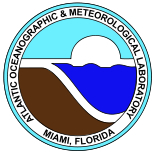 ATLANTIC OCEANOGRAPHIC & METEOROLOGICAL LABORATORY
MIAMI, FLORIDA